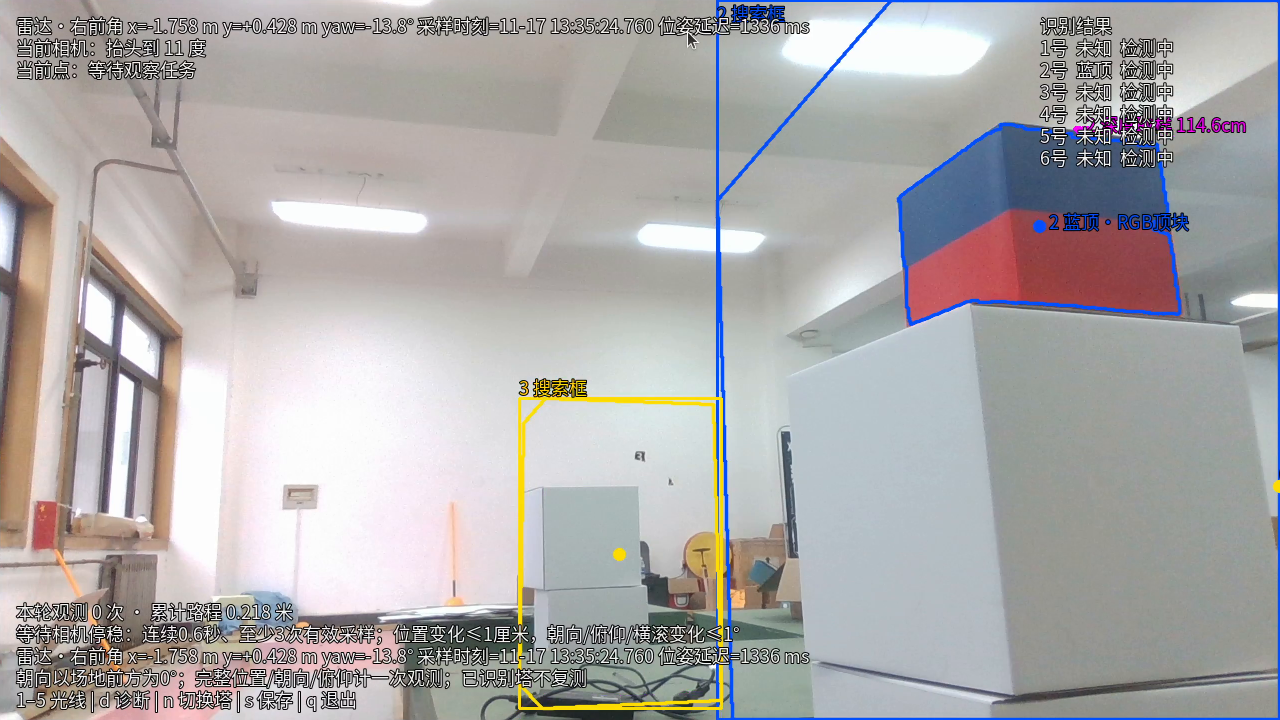 雷达·右前角 x=-1.758 m y=+0.428 m yaw=-13.8° 采样时刻=11-17 13:35:24.760 位姿延迟=1336 ms
当前相机：抬头到 11 度
当前点：等待观察任务
2 搜索框
识别结果
1号 未知 检测中
2号 蓝顶 检测中
3号 未知 检测中
4号 未知 检测中
114.6cm
5号 未知 检测中
6号 未知 检测中
2 蓝顶·RGB顶块
3 搜索框
本轮观测 0 次 · 累计路程 0.218 米
等待相机停稳：连续0.6秒、至少3次有效采样；位置变化≤1厘米，朝向/俯仰/横滚变化≤1°
雷达·右前角 x=-1.758 m y=+0.428 m yaw=-13.8° 采样时刻=11-17 13:35:24.760 位姿延迟=1336 ms
朝向以场地前方为0°；完整位置/朝向/俯仰计一次观测；已识别塔不复测
1-5 光线 | d 诊断 | n 切换塔 | s 保存 | q 退出